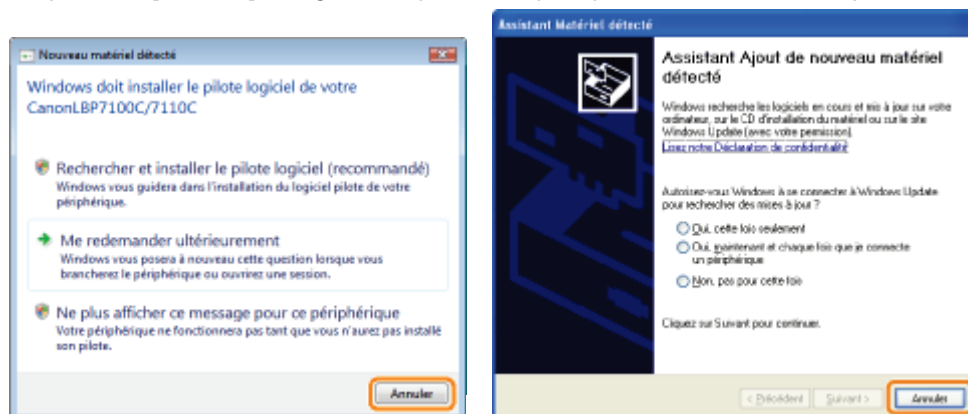 Nouveau matériel détecté
Windows doit installer le pilote logiciel de votre
CanonLBP7100C/7110C
Rechercher et installer le pilote logiciel (recommandé)
Windows vous guidera dans l'installation du logiciel pilote de votre
périphérique.
Me redemander ultérieurement
Windows vous posera à nouveau cette question lorsque vous
brancherez le périphérique ou ouvrirez une session.
Ne plus afficher ce message pour ce périphérique
Votre périphérique ne fonctionnera pas tant que vous n'aurez pas installé
son pilote.
Annuler
Assistant Matériel détecté
Assistant Ajout de nouveau matériel
détecté
Windows recherche les logiciels en cours et mis à jour sur votre
ordinateur, sur le CD d'installation du matériel ou sur le site
Windows Update (avec votre permission).
Lisez notre Déclaration de confidentialité
Autorisez-vous Windows à se connecter à Windows Update
pour rechercher des mises à jour ?
Oui, cette fois seulement
Oui, maintenant et chaque fois que je connecte
un périphérique
Non, pas pour cette fois
Cliquez sur Suivant pour continuer.
< Précédent Suivant > Annuler